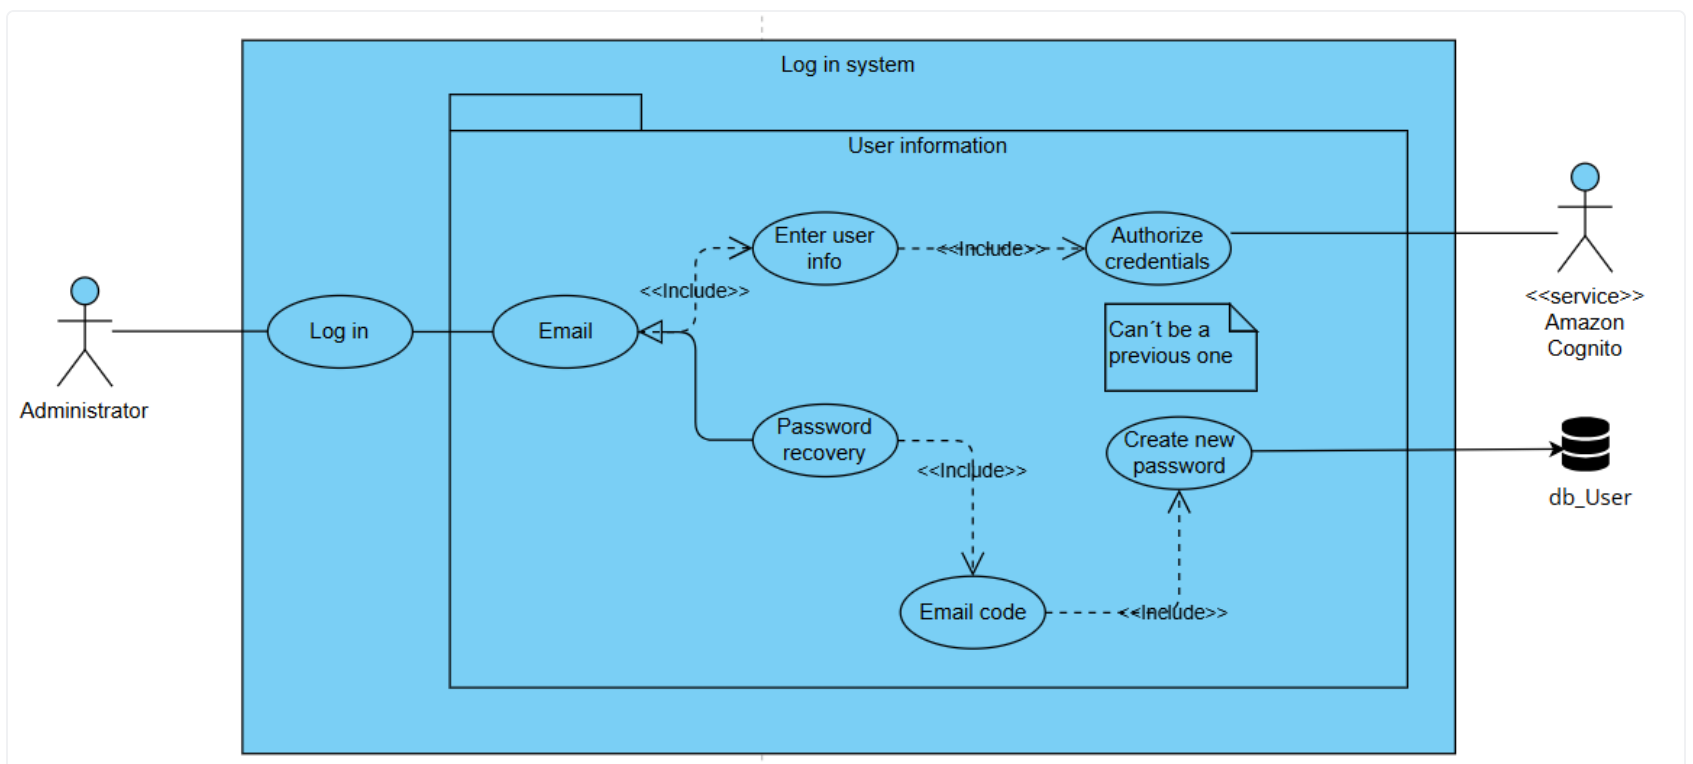 Log in system
User information
Enter user
info
<<Include>>
Authorize
credentials
<<Include>>
Log in
Email
Can´t be a
previous one
<<service>>
Amazon
Cognito
Administrator
Password
recovery
<<Include>>
Create new
password
db_User
Email code
<<Include>>